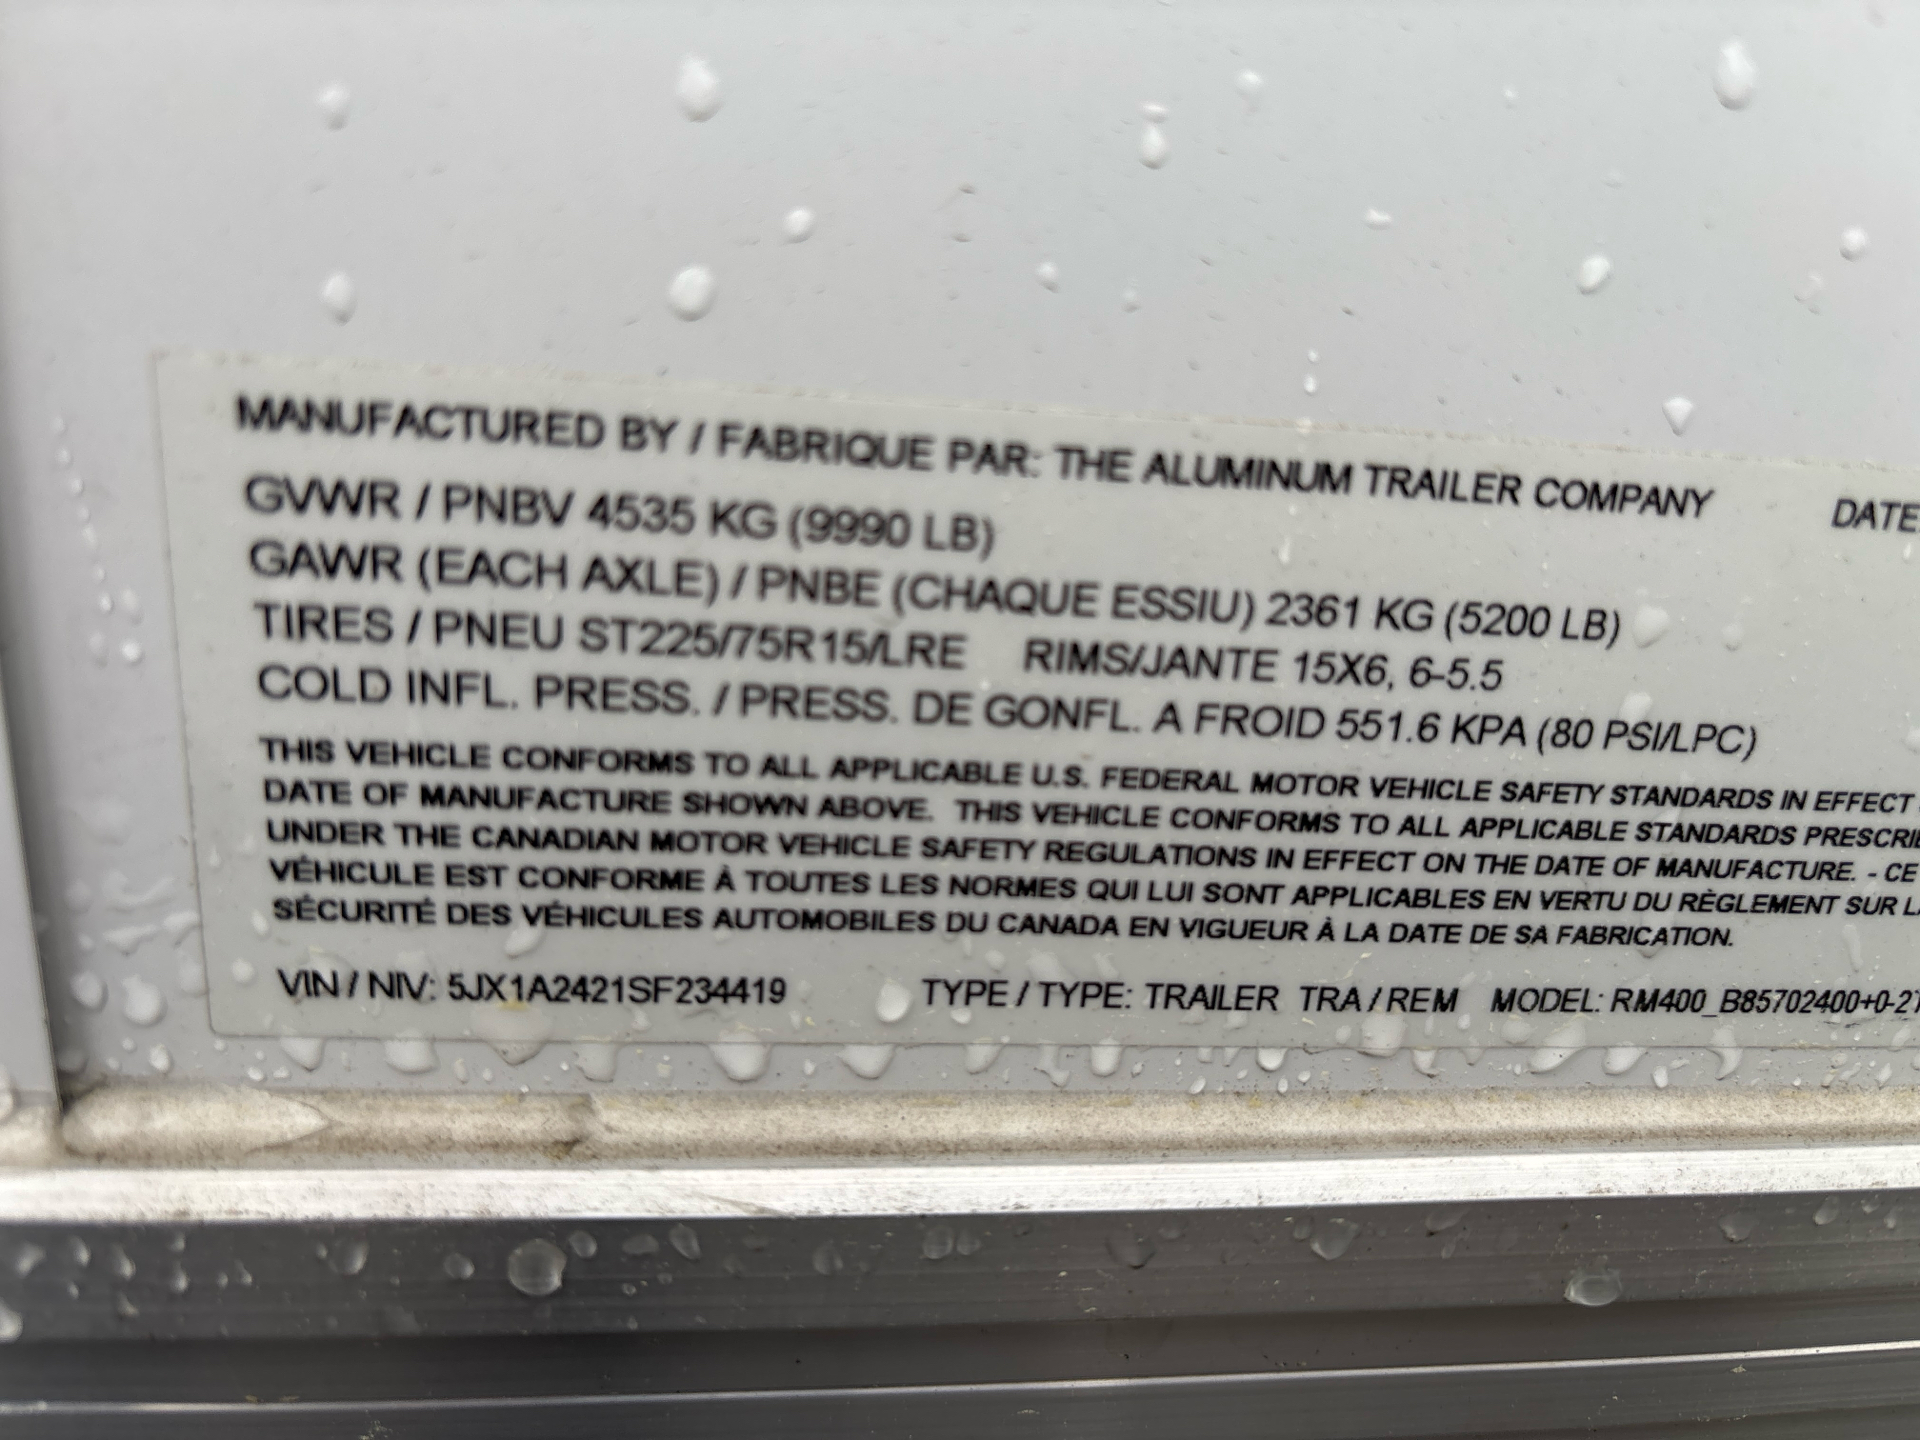 MANUFACTURED BY / FABRIQUE PAR: THE ALUMINUM TRAILER COMPANY DATE
GVWR / PNBV 4535 KG (9990 LB)
GAWR (EACH AXLE) / PNBE (CHAQUE ESSIU) 2361 KG (5200 LB)
TIRES / PNEU ST225/75R15/LRE RIMS/JANTE 15X6, 6-5.5
COLD INFL. PRESS. / PRESS. DE GONFL. A FROID 551.6 KPA (80 PSI/LPC)
THIS VEHICLE CONFORMS TO ALL APPLICABLE U.S. FEDERAL MOTOR VEHICLE SAFETY STANDARDS IN EFFECT
DATE OF MANUFACTURE SHOWN ABOVE. THIS VEHICLE CONFORMS TO ALL APPLICABLE STANDARDS PRESCRI
UNDER THE CANADIAN MOTOR VEHICLE SAFETY REGULATIONS IN EFFECT ON THE DATE OF MANUFACTURE. - CE
VÉHICULE EST CONFORME À TOUTES LES NORMES QUI LUI SONT APPLICABLES EN VERTU DU RÈGLEMENT SUR L
SÉCURITÉ DES VÉHICULES AUTOMOBILES DU CANADA EN VIGUEUR À LA DATE DE SA FABRICATION.
VIN / NIV: 5JX1A2421SF234419 TYPE / TYPE: TRAILER TRA / REM MODEL: RM400_B85702400+0-2